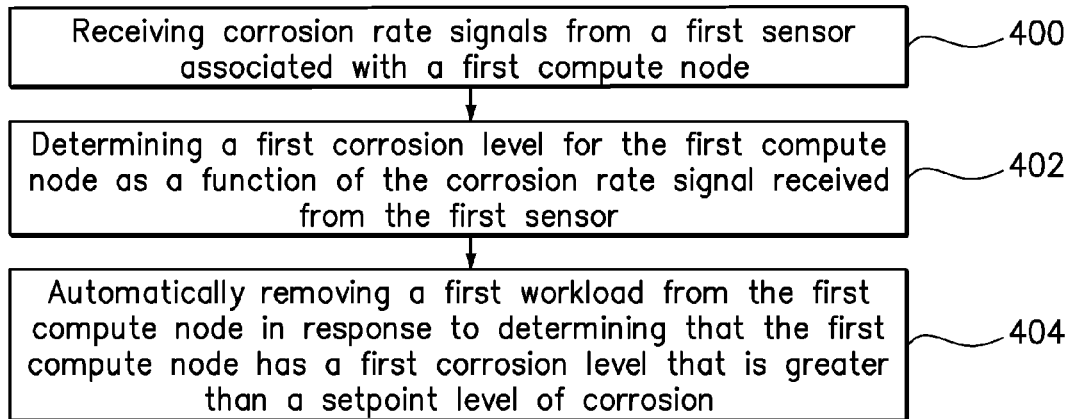 Receiving corrosion rate signals from a first sensor
associated with a first compute node
400
Determining a first corrosion level for the first compute
node as a function of the corrosion rate signal received
from the first sensor
402
Automatically removing a first workload from the first
compute node in response to determining that the first
compute node has a first corrosion level that is greater
than a setpoint level of corrosion
404